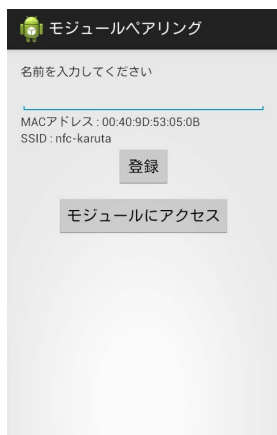 モジュールペアリング
名前を入力してください
MACアドレス : 00:40:9D:53:05:0B
SSID : nfc-karuta
登録
モジュールにアクセス